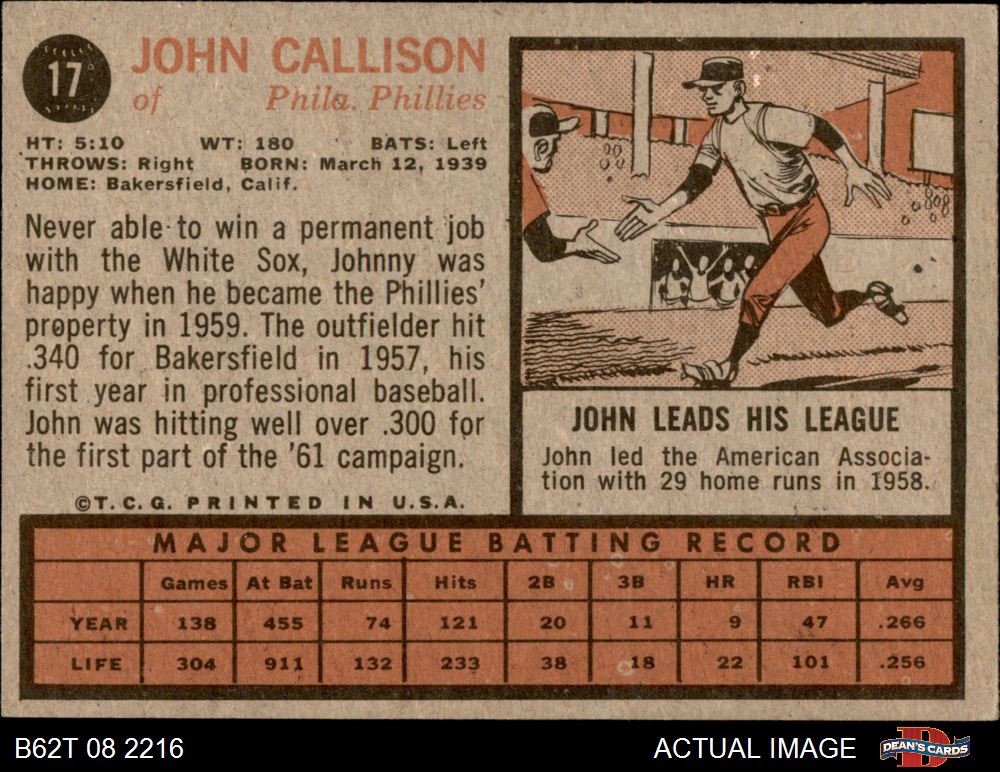 17
JOHN CALLISON
of Phila. Phillies
HT: 5:10 WT: 180 BATS: Left
THROWS: Right BORN: March 12, 1939
HOME: Bakersfield, Calif.
Never able to win a permanent job
with the White Sox, Johnny was
happy when he became the Phillies'
property in 1959. The outfielder hit
.340 for Bakersfield in 1957, his
first year in professional baseball.
John was hitting well over .300 for
the first part of the '61 campaign.
©T.C.G. PRINTED IN U.S.A.
JOHN LEADS HIS LEAGUE
John led the American Associa-
tion with 29 home runs in 1958.
MAJOR LEAGUE BATTING RECORD
Games At Bat Runs Hits 2B 3B HR RBI Avg
YEAR 138 455 74 121 20 11 9 47 .266
LIFE 304 911 132 233 38 18 22 101 .256
B62T 08 2216 ACTUAL IMAGE DEAN'S CARDS